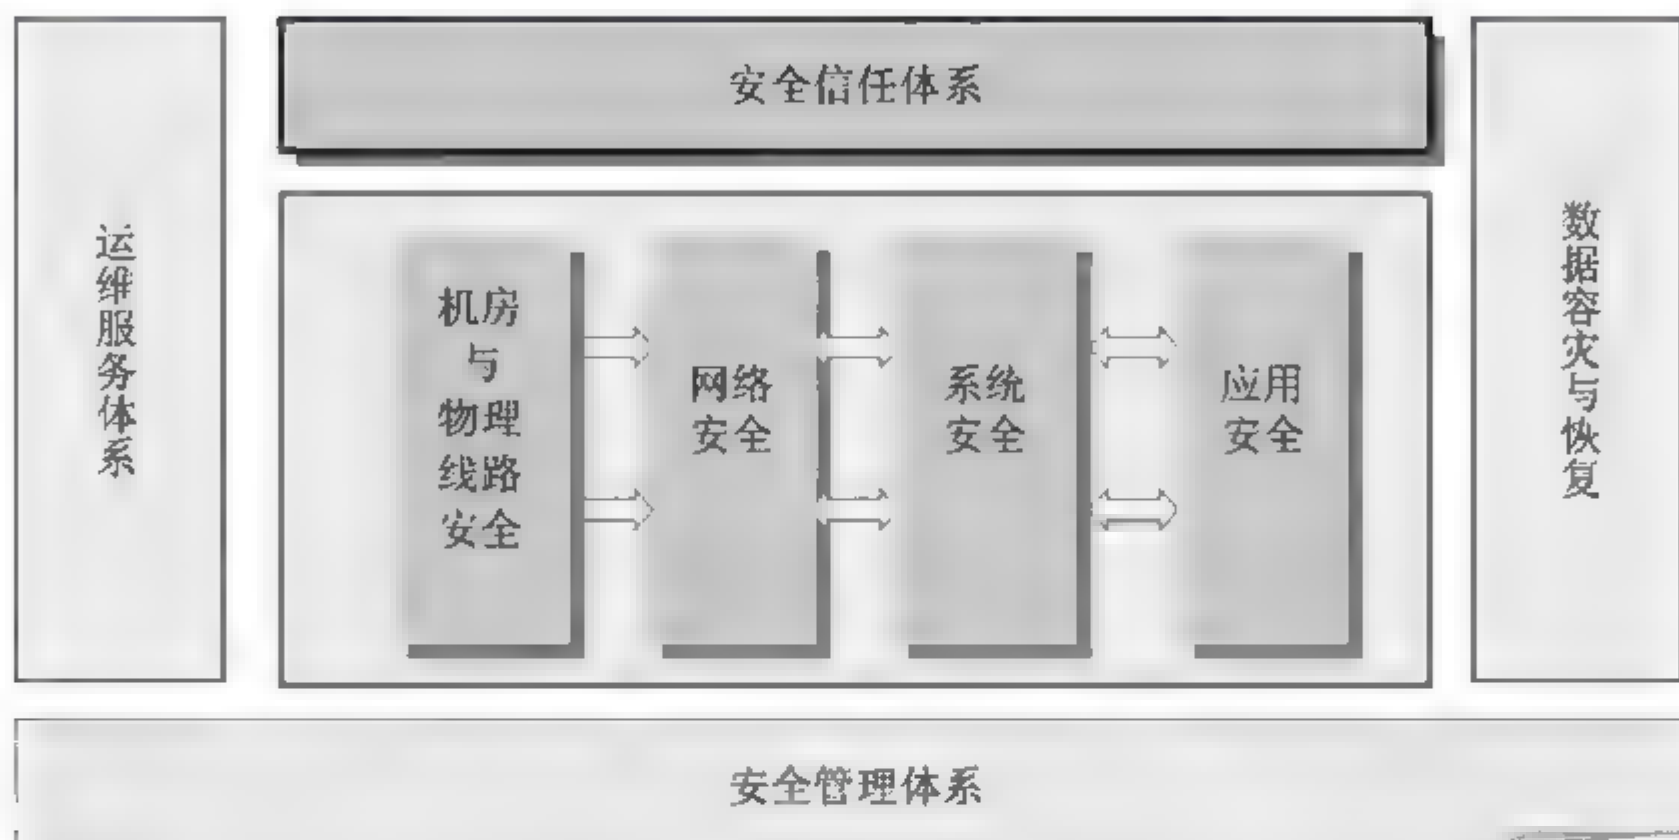 安全信任体系
运维服务体系
机房
与
物理
线路
安全
网络
安全
系统
安全
应用
安全
数据容灾与恢复
安全管理体系